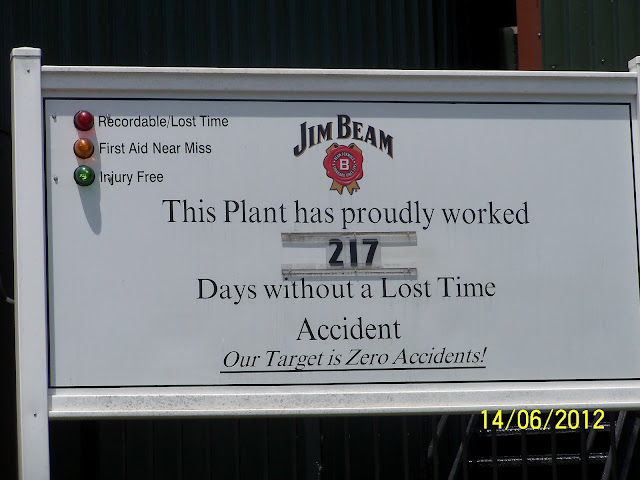 Recordable/Lost Time
First Aid Near Miss
Injury Free
JIM BEAM
B
This Plant has proudly worked
217
Days without a Lost Time
Accident
Our Target is Zero Accidents!
14/06/2012